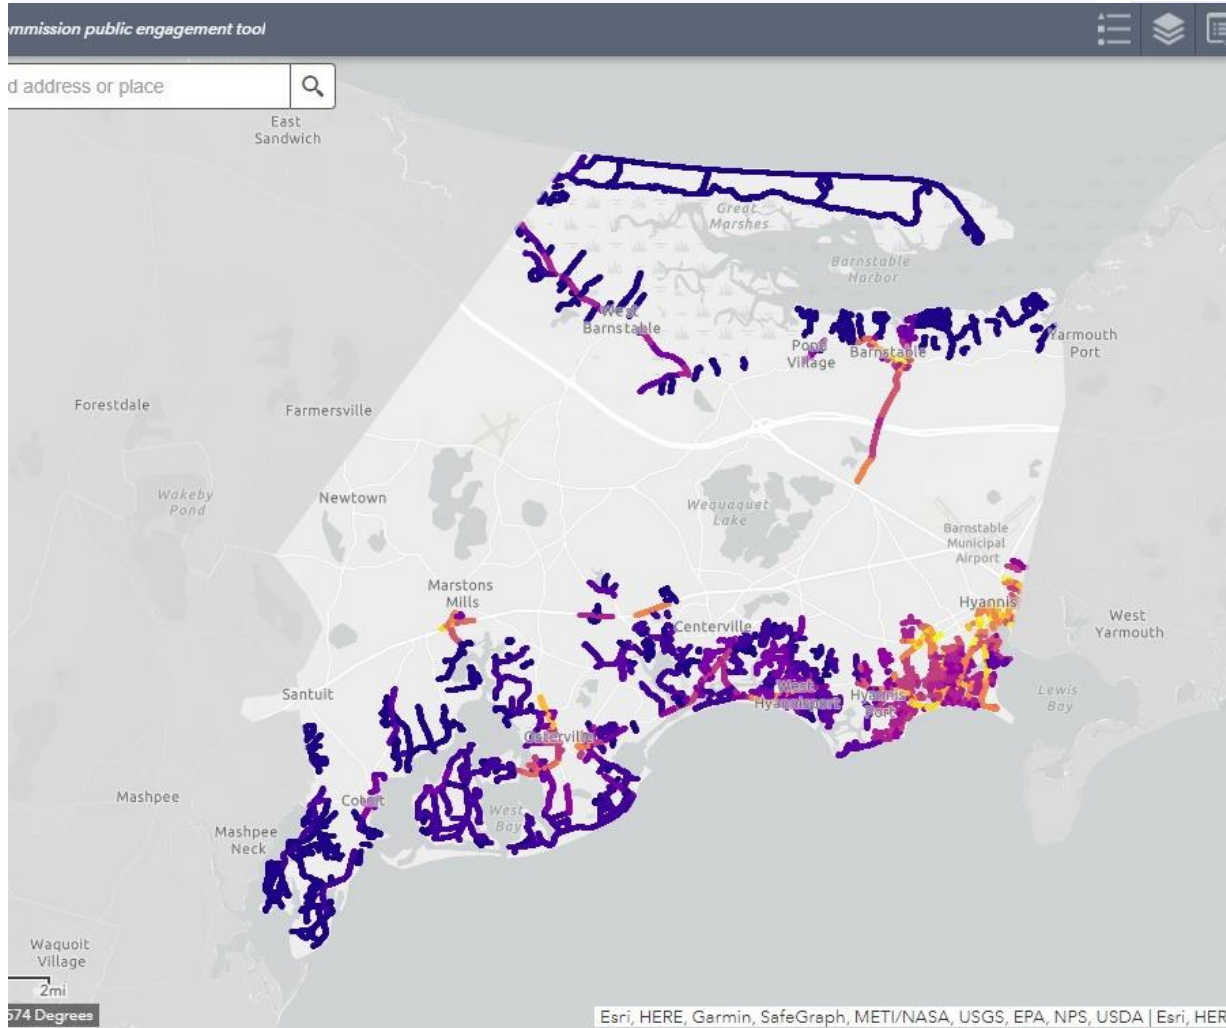 ommission public engagement tool
d address or place
East
Sandwich
Great
Marshes
Barnstable
Harbor
West
Barnstable
Pond
Village
Barnstable
Yarmouth
Port
Forestdale
Farmersville
Wakeby
Pond
Newtown
Wequaquet
Lake
Barnstable
Municipal
Airport
Marstons
Mills
Hyannis
Centerville
West
Yarmouth
Santuit
West
Hyannisport
Hyannis
Port
Lewis
Bay
Osterville
Mashpee
Cotuit
West
Bay
Mashpee
Neck
Waquoit
Village
2mi
574 Degrees
Esri, HERE, Garmin, SafeGraph, METI/NASA, USGS, EPA, NPS, USDA | Esri, HER